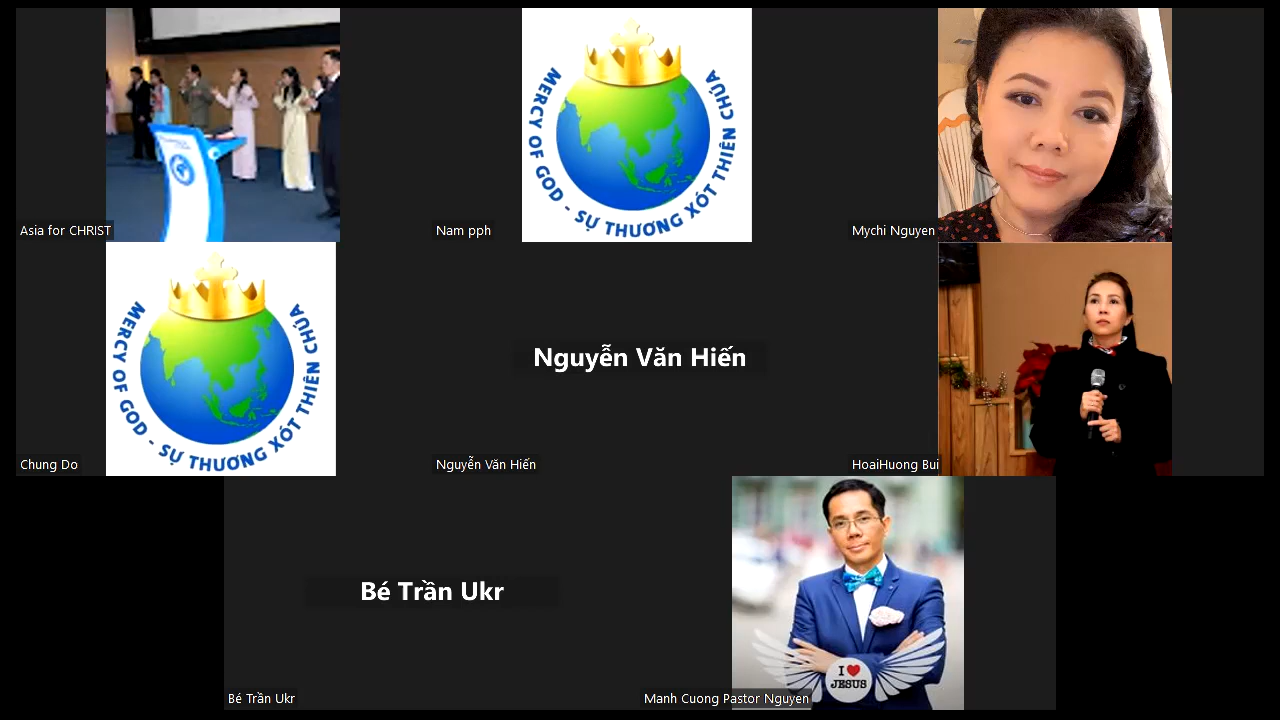 Asia for CHRIST
MERCY OF GOD - SỰ THƯƠNG XÓT THIÊN CHÚA
Nam pph
Mychi Nguyen
MERCY OF GOD - SỰ THƯƠNG XÓT THIÊN CHÚA
Chung Do
Nguyễn Văn Hiến
Nguyễn Văn Hiến
HoaiHuong Bui
Bé Trần Ukr
Bé Trần Ukr
I ❤ JESUS
Manh Cuong Pastor Nguyen